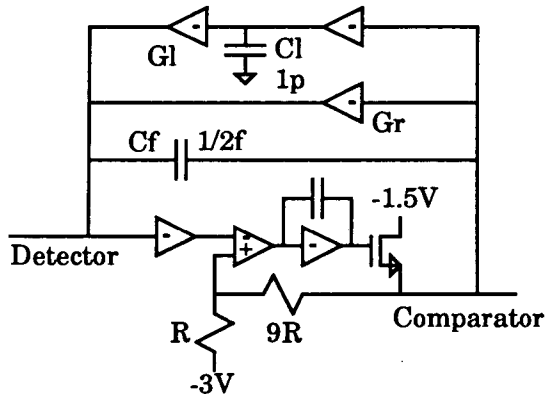 Gl
Cl
1p
Gr
Cf 1/2f
-1.5V
Detector
Comparator
R
9R
-3V